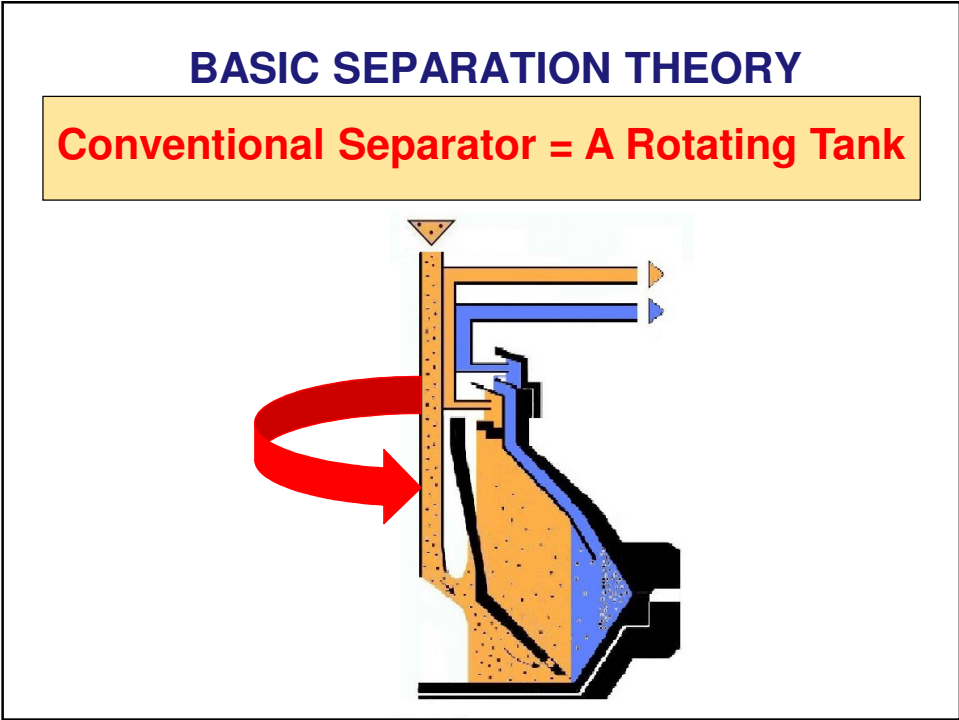 BASIC SEPARATION THEORY
Conventional Separator = A Rotating Tank